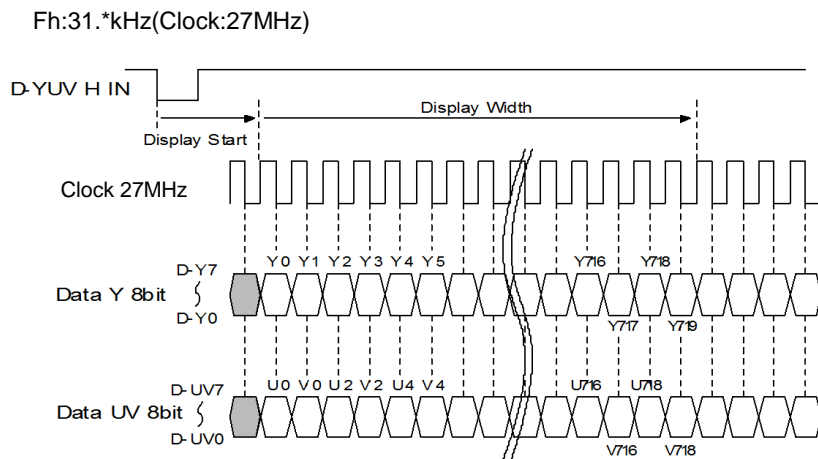 Fh:31.*kHz(Clock:27MHz)
D-YUV H IN
Display Width
Display Start
Clock 27MHz
Y0 Y1 Y2 Y3 Y4 Y5 Y716 Y718
D-Y7
Data Y 8bit
D-Y0
Y717 Y719
U0 V0 U2 V2 U4 V4 U716 U718
D-UV7
Data UV 8bit
D-UV0
V716 V718